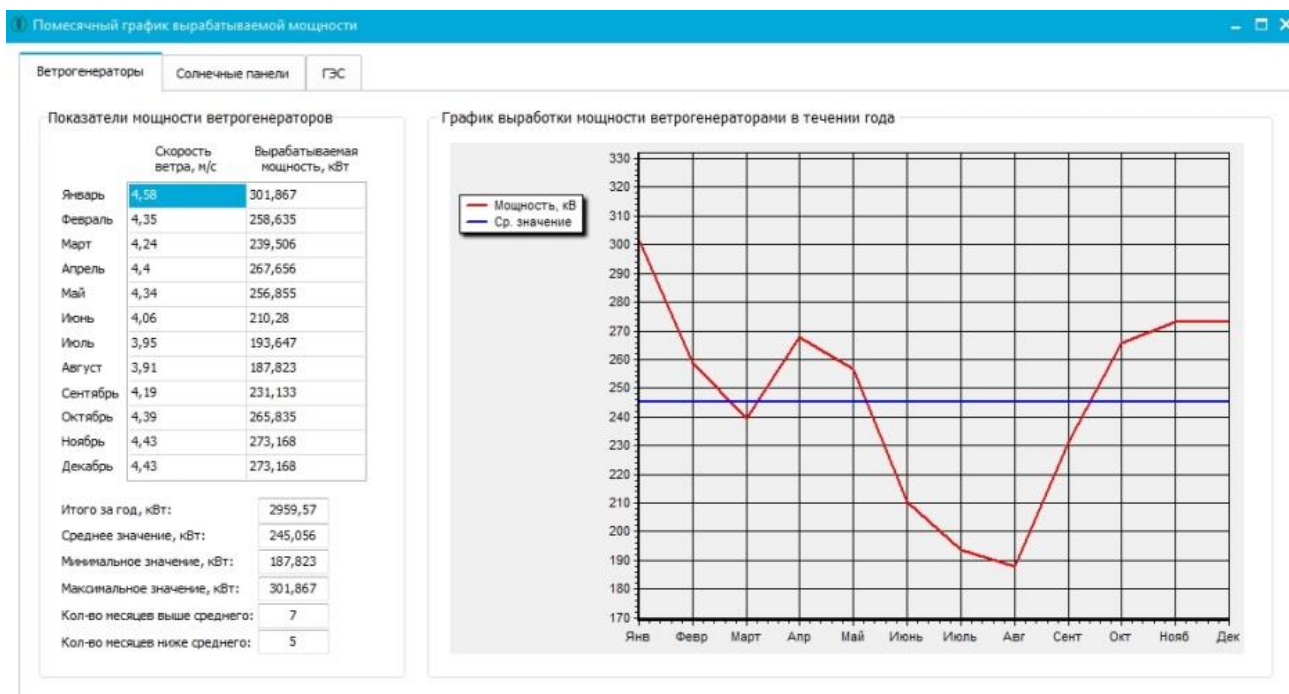 Помесячный график вырабатываемой мощности
Ветрогенераторы Солнечные панели ГЭС
Показатели мощности ветрогенераторов
Скорость ветра, м/с Вырабатываемая мощность, кВт
Январь 4,58 301,867
Февраль 4,35 258,635
Март 4,24 239,506
Апрель 4,4 267,656
Май 4,34 256,855
Июнь 4,06 210,28
Июль 3,95 193,647
Август 3,91 187,823
Сентябрь 4,19 231,133
Октябрь 4,39 265,835
Ноябрь 4,43 273,168
Декабрь 4,43 273,168
Итого за год, кВт: 2959,57
Среднее значение, кВт: 245,056
Минимальное значение, кВт: 187,823
Максимальное значение, кВт: 301,867
Кол-во месяцев выше среднего: 7
Кол-во месяцев ниже среднего: 5
График выработки мощности ветрогенераторами в течении года
Мощность, кВ
Ср. значение
330
320
310
300
290
280
270
260
250
240
230
220
210
200
190
180
170
Янв Февр Март Апр Май Июнь Июль Авг Сент Окт Нояб Дек